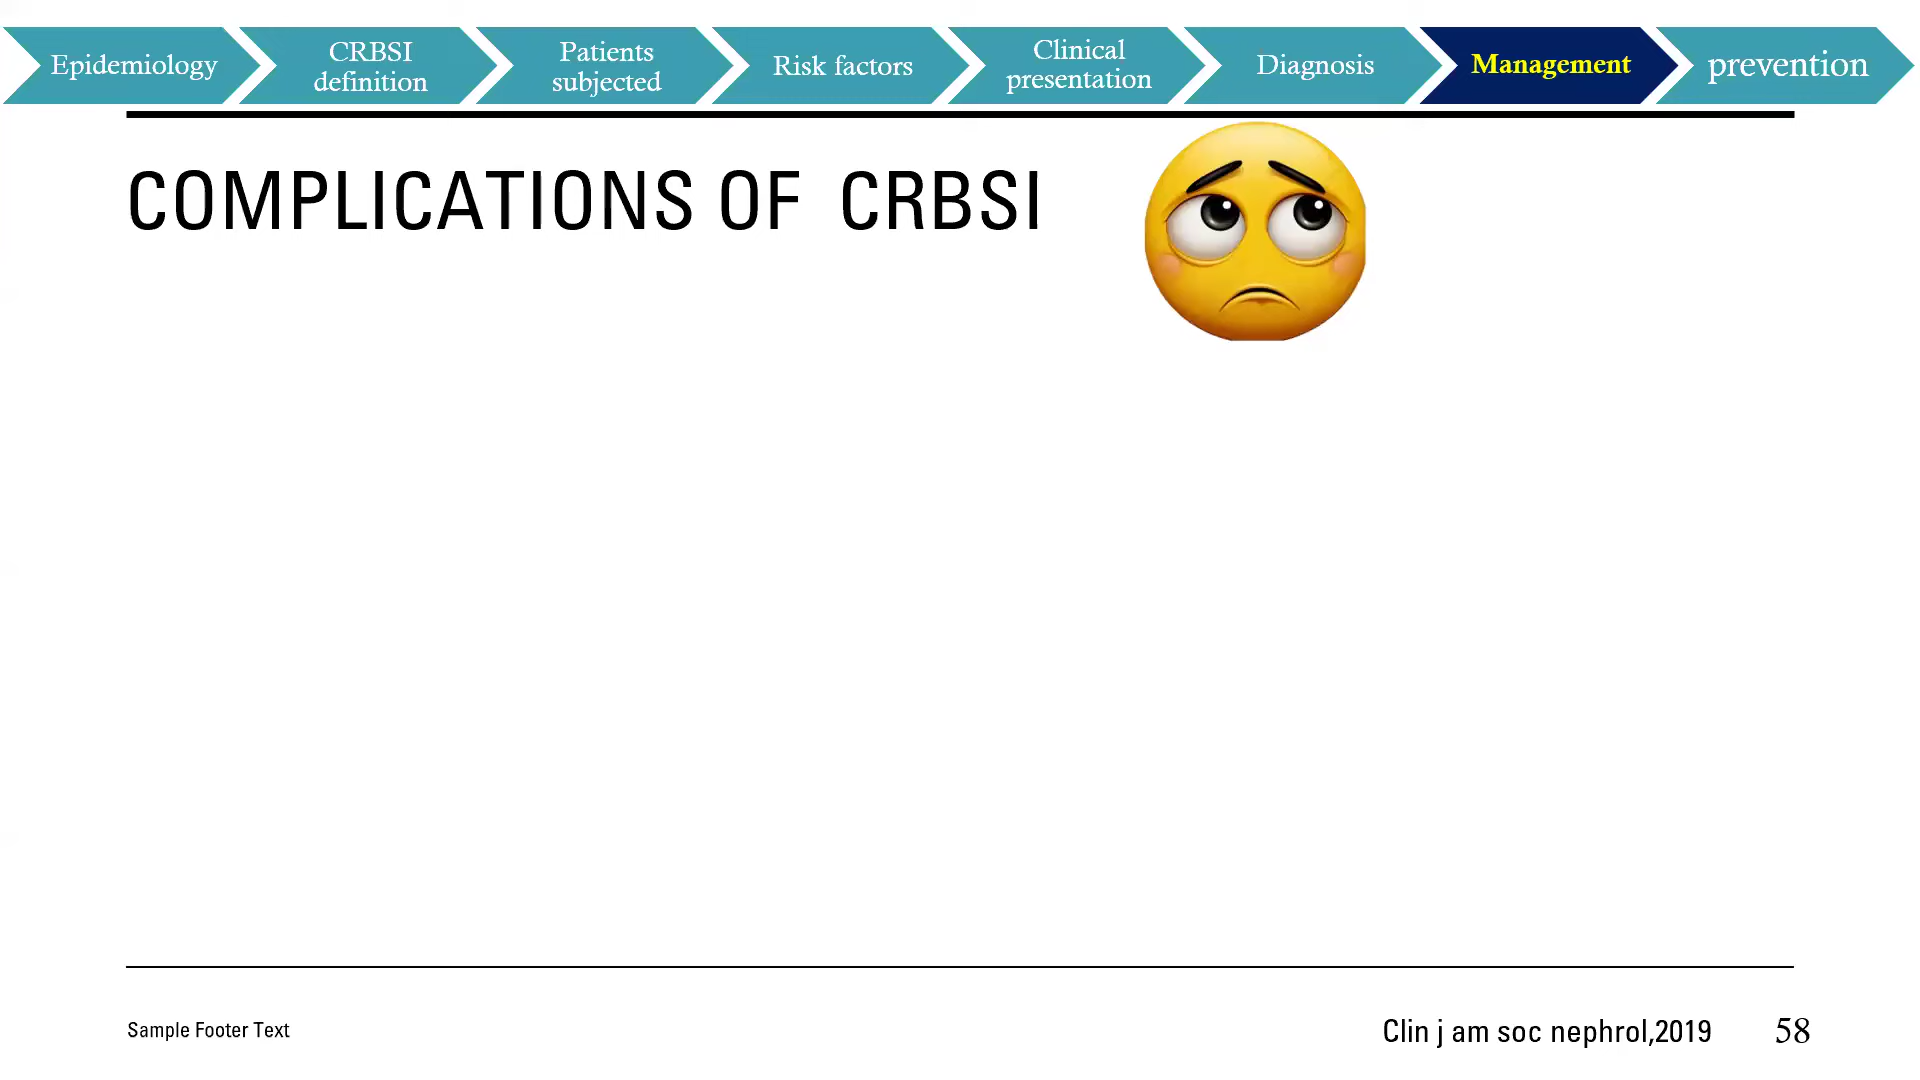 Epidemiology
CRBSI
definition
Patients
subjected
Risk factors
Clinical
presentation
Diagnosis
Management
prevention
COMPLICATIONS OF CRBSI
Sample Footer Text
Clin j am soc nephrol,2019
58